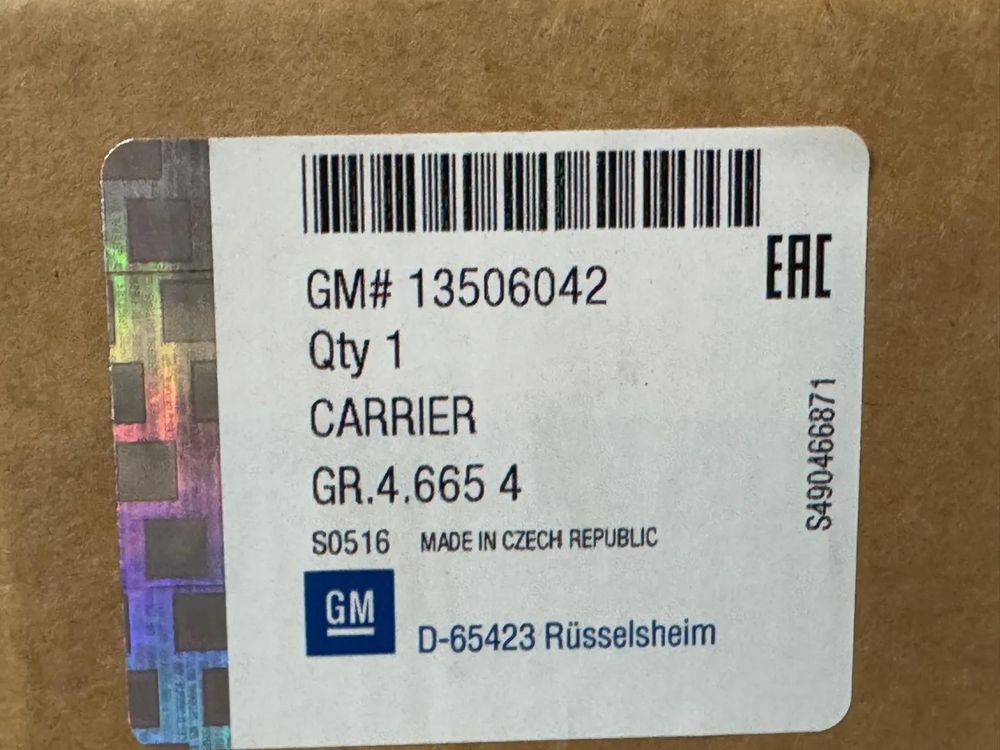 GM# 13506042
EAC
Qty 1
CARRIER
GR.4.665 4
S0516 MADE IN CZECH REPUBLIC
GM
D-65423 Rüsselsheim
S490466871